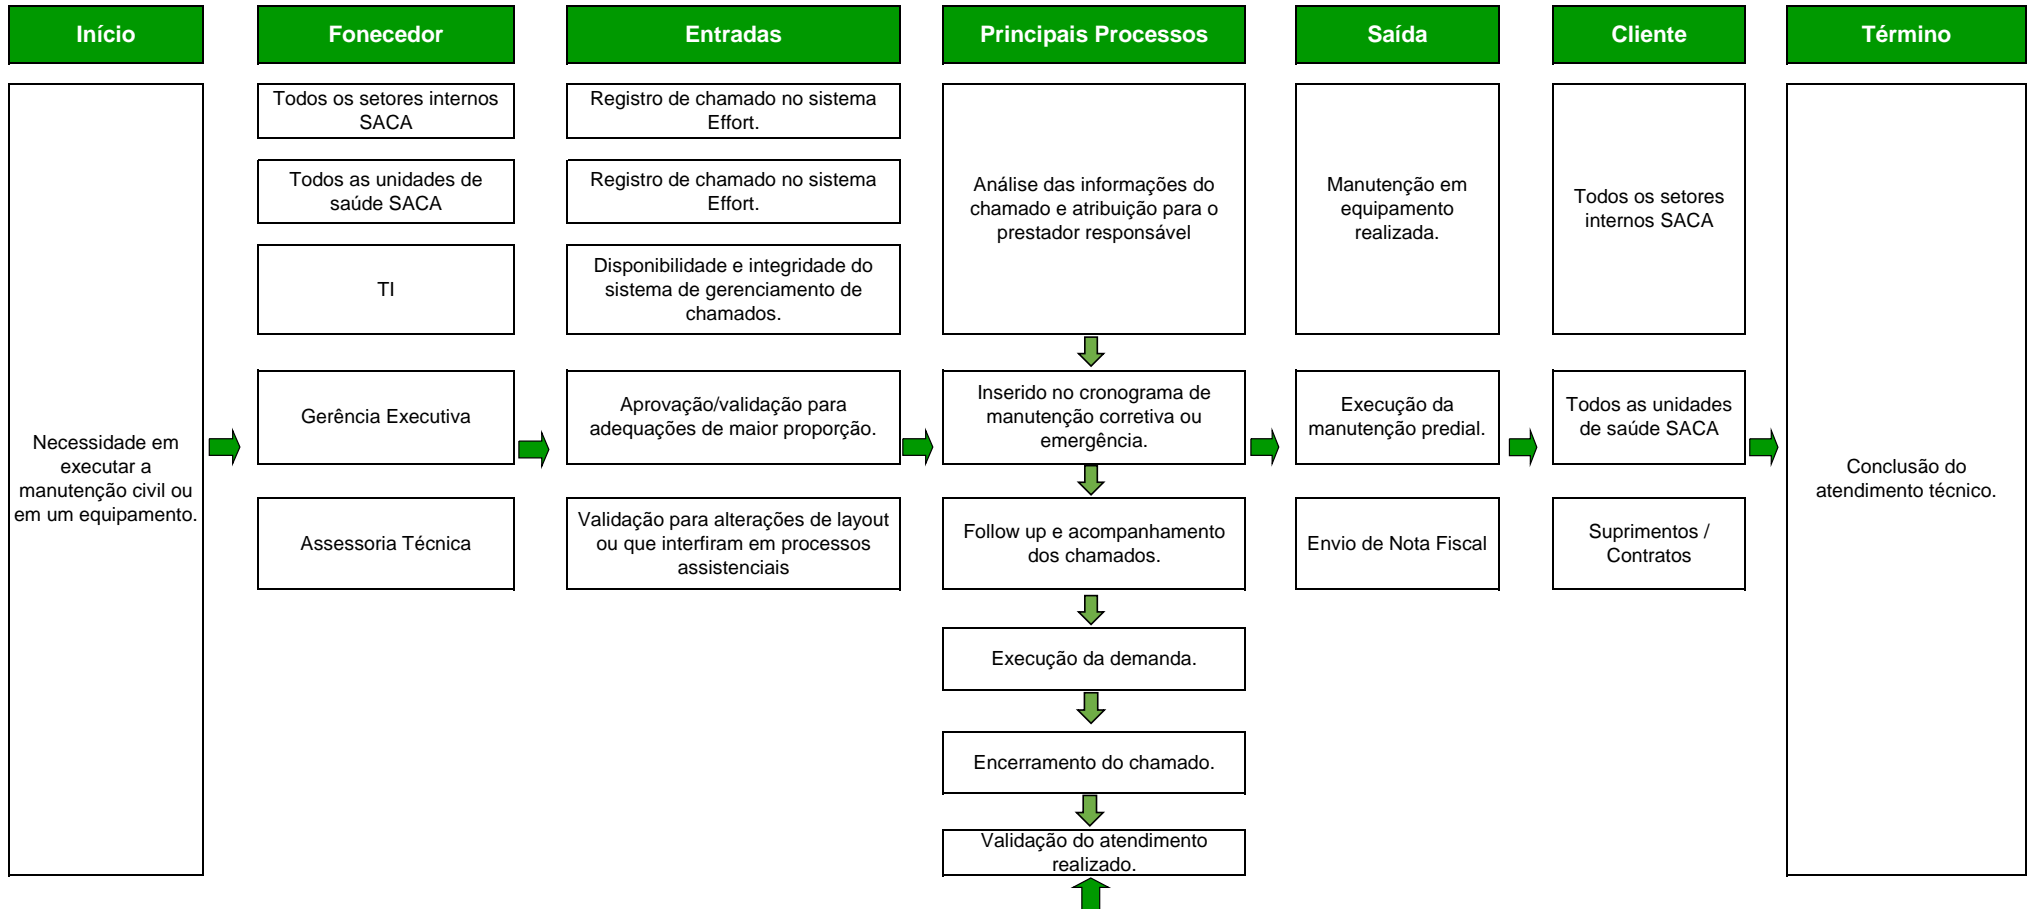 Início
Fonecedor
Entradas
Principais Processos
Saída
Cliente
Término
Necessidade em
executar a
manutenção civil ou
em um equipamento.
Todos os setores internos
SACA
Todos as unidades de
saúde SACA
TI
Gerência Executiva
Assessoria Técnica
Registro de chamado no sistema
Effort.
Registro de chamado no sistema
Effort.
Disponibilidade e integridade do
sistema de gerenciamento de
chamados.
Aprovação/validação para
adequações de maior proporção.
Validação para alterações de layout
ou que interfiram em processos
assistenciais
Análise das informações do
chamado e atribuição para o
prestador responsável
Inserido no cronograma de
manutenção corretiva ou
emergência.
Follow up e acompanhamento
dos chamados.
Execução da demanda.
Encerramento do chamado.
Validação do atendimento
realizado.
Manutenção em
equipamento
realizada.
Execução da
manutenção predial.
Envio de Nota Fiscal
Todos os setores
internos SACA
Todos as unidades
de saúde SACA
Suprimentos /
Contratos
Conclusão do
atendimento técnico.